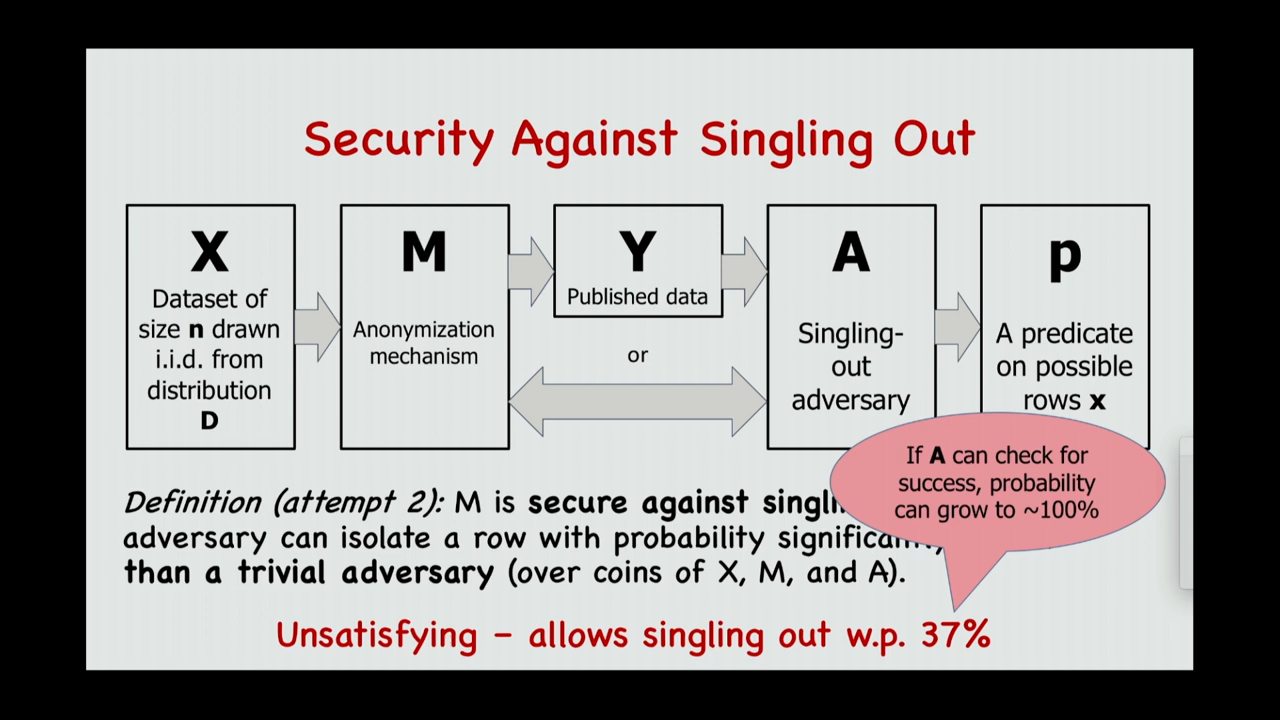 Security Against Singling Out
X
Dataset of
size n drawn
i.i.d. from
distribution
D
M
Anonymization
mechanism
Y
Published data
or
A
Singling-
out
adversary
p
A predicate
on possible
rows x
If A can check for
success, probability
can grow to ~100%
Definition (attempt 2): M is secure against
adversary can isolate a row with probability
than a trivial adversary (over coins of X, M, and A).
Unsatisfying – allows singling out w.p. 37%